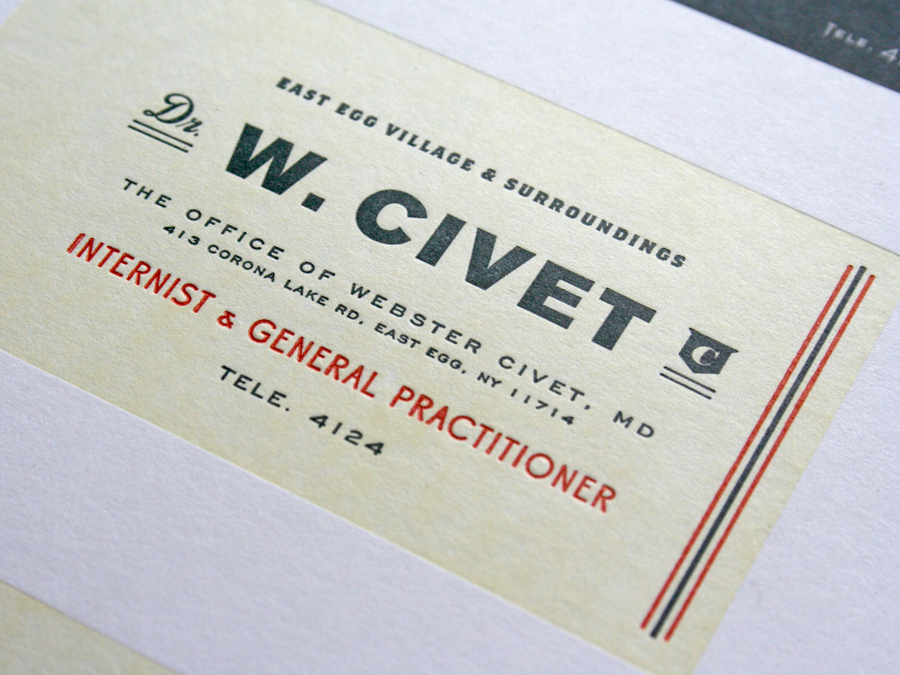 EAST EGG VILLAGE & SURROUNDINGS
Dr. W. CIVET C
THE OFFICE OF WEBSTER CIVET, MD
413 CORONA LAKE RD, EAST EGG, NY 11714
INTERNIST & GENERAL PRACTITIONER
TELE. 4124
TELE.